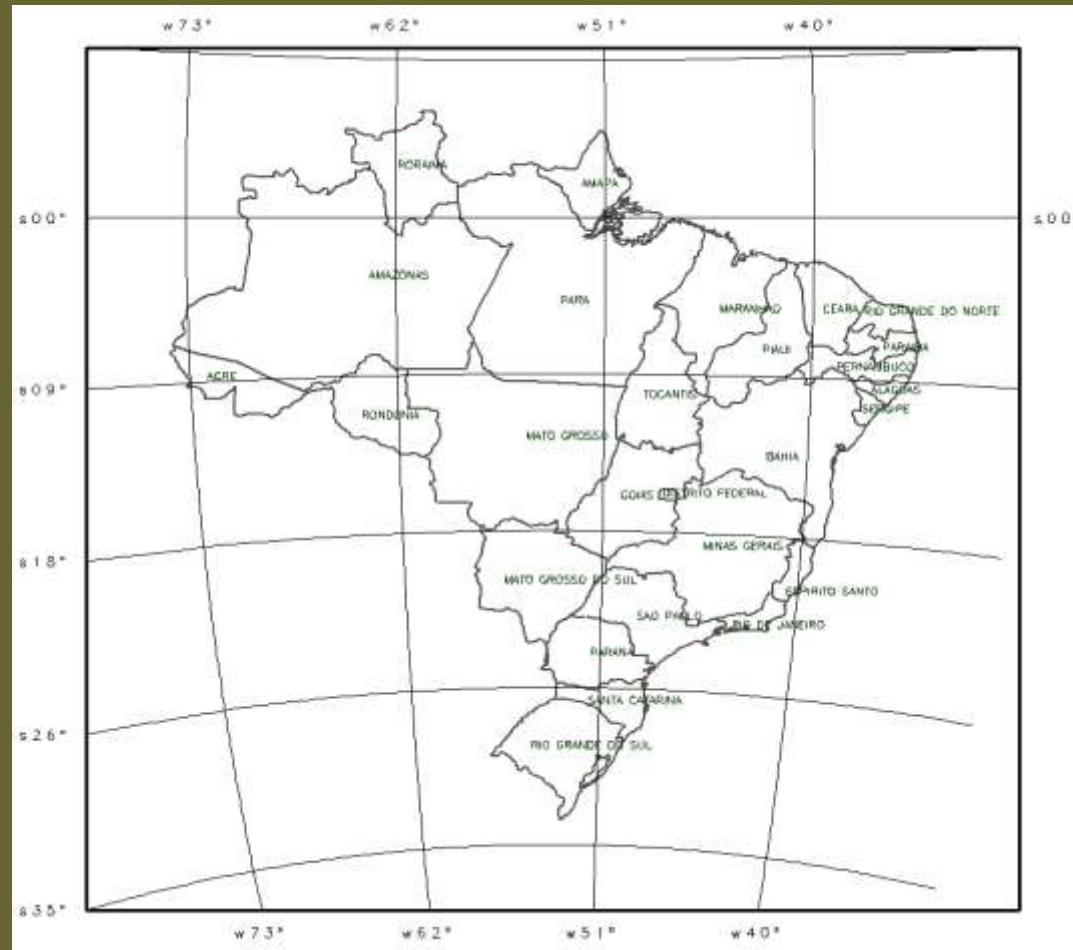 w73° w62° w51° w40°
RORAIMA
AMAPA
s00° s00°
AMAZONAS
PARA
MARANHAO CEARA RIO GRANDE DO NORTE
PIAUI PARAIBA
PERNAMBUCO
ACRE
s09°
ALAGOAS
TOCANTIS
SERGIPE
RONDONIA
MATO GROSSO
BAHIA
GOIAS DISTRITO FEDERAL
MINAS GERAIS
s18°
MATO GROSSO DO SUL
ESPIRITO SANTO
SAO PAULO
RIO DE JANEIRO
PARANA
SANTA CATARINA
s26°
RIO GRANDE DO SUL
s35°
w73° w62° w51° w40°